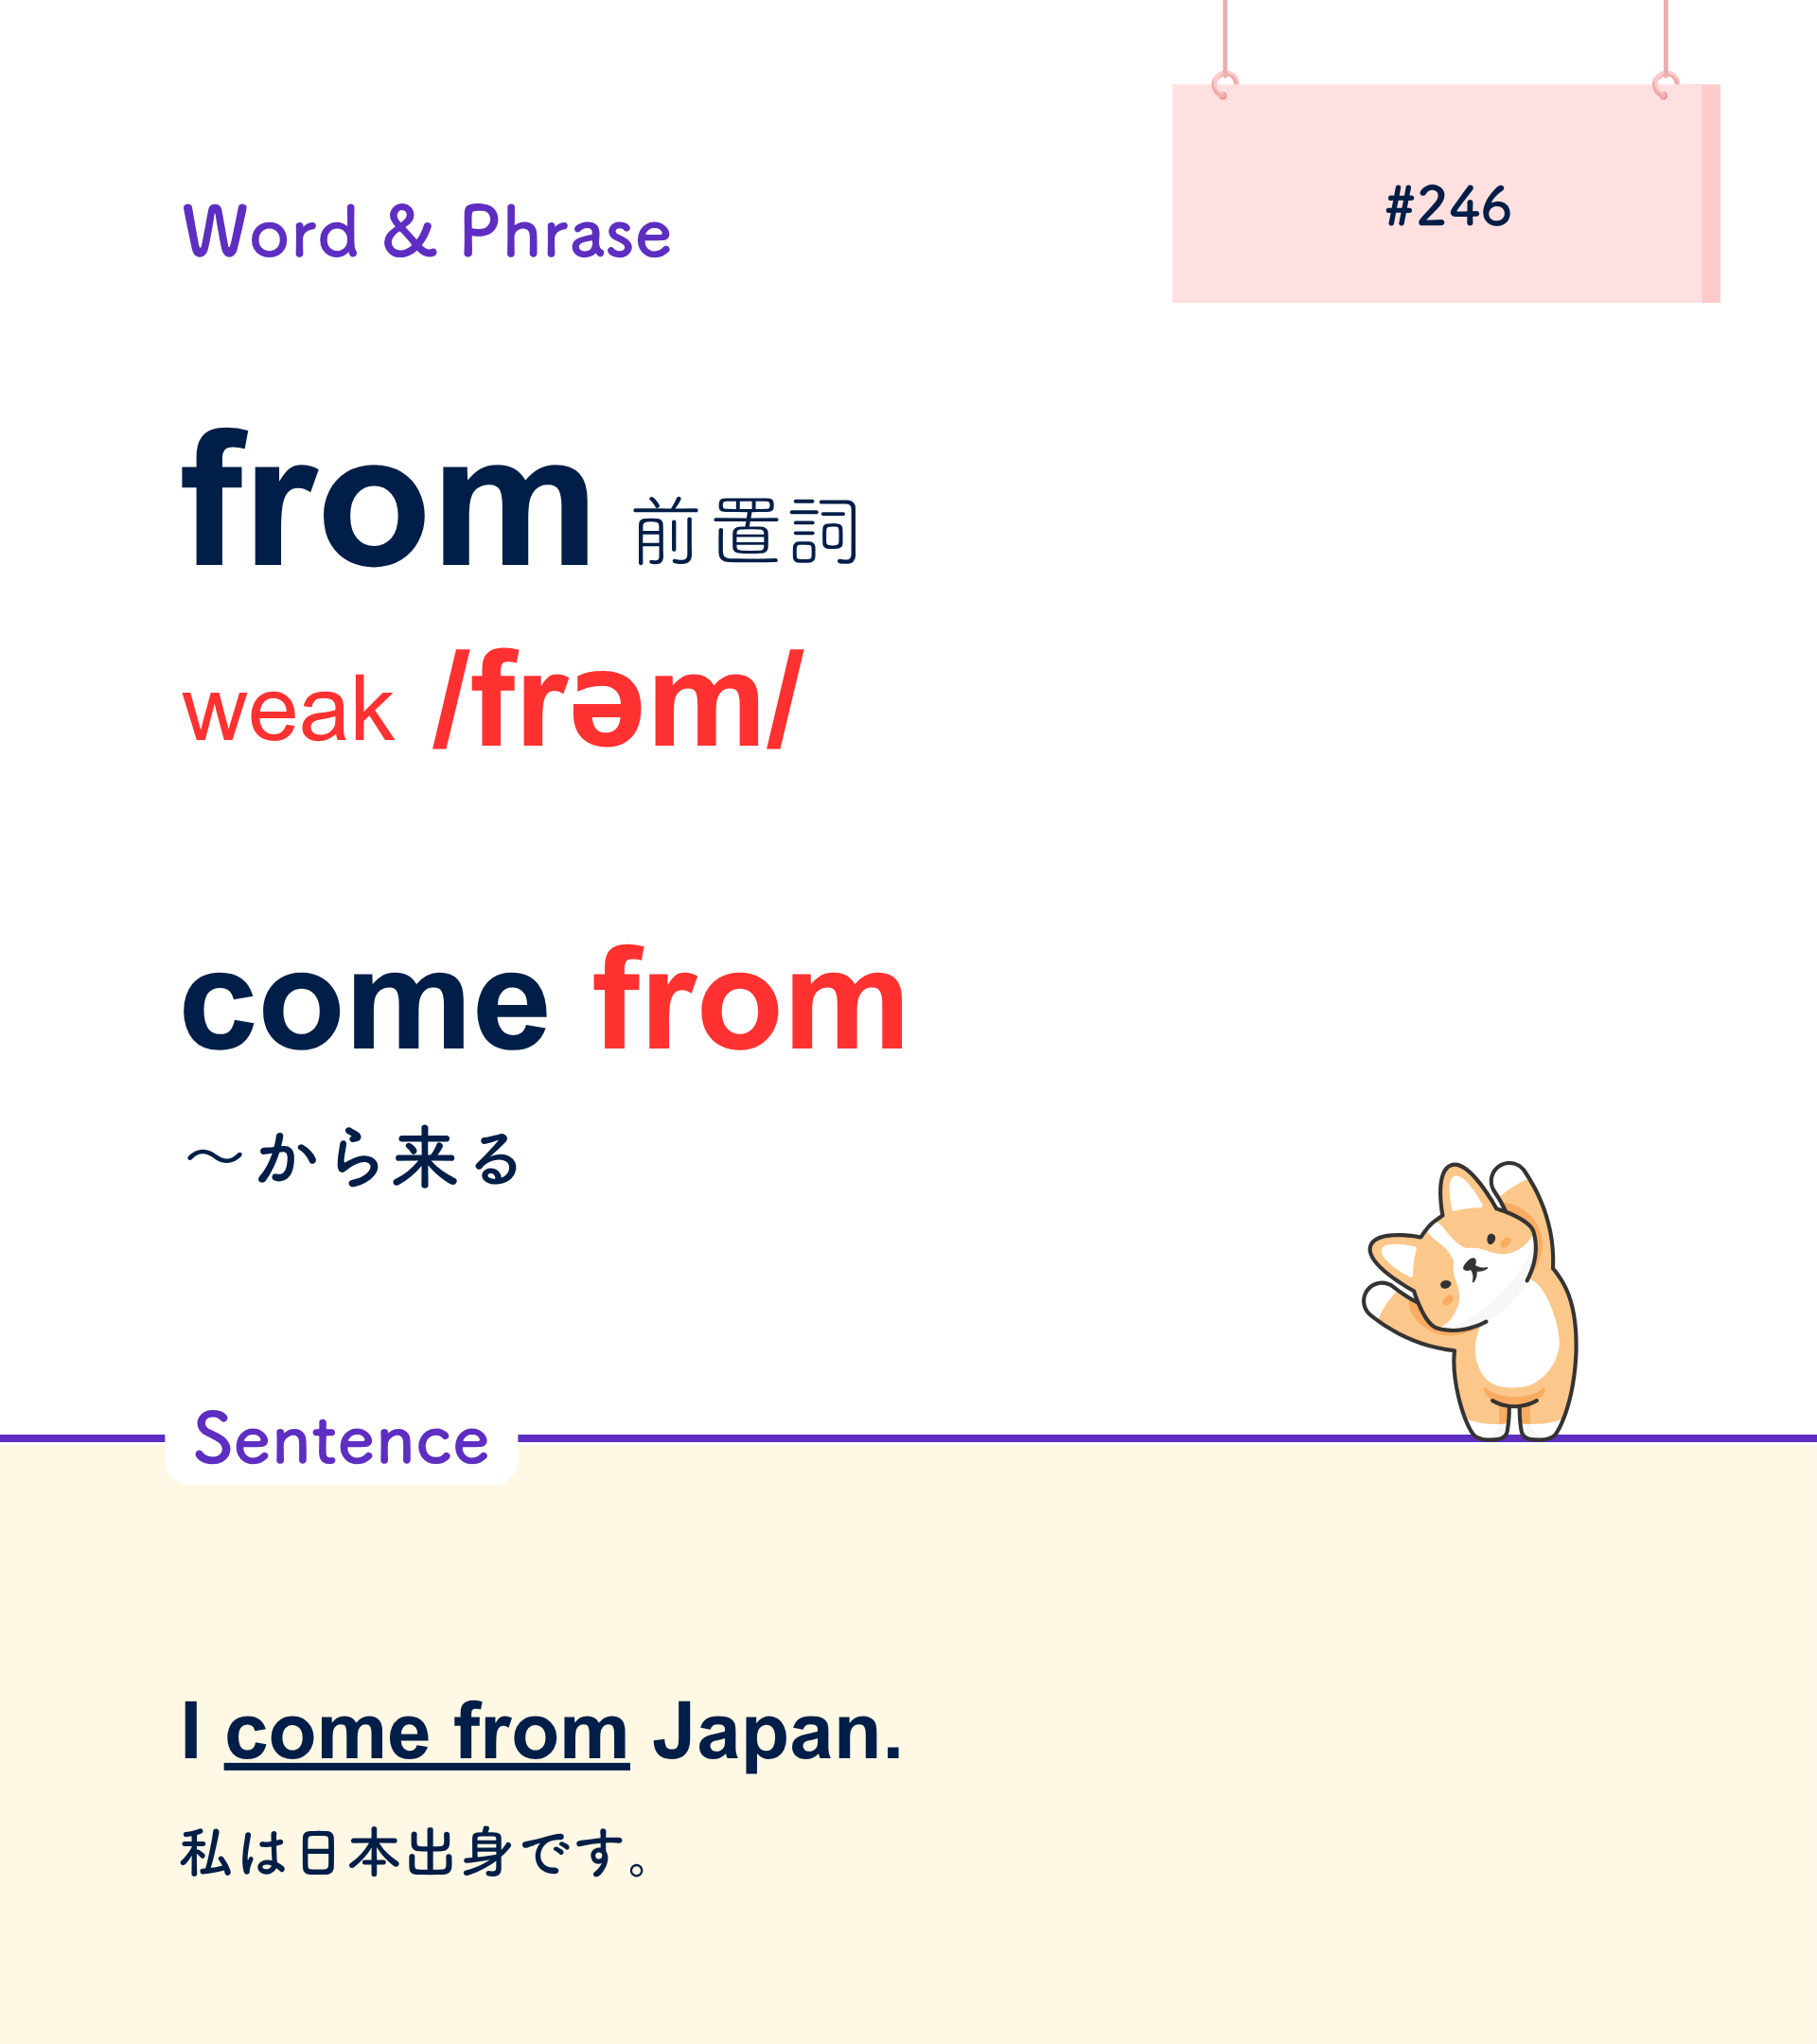 #246
Word & Phrase
from 前置詞
weak /frəm/
come from
〜から来る
Sentence
I come from Japan.
私は日本出身です。